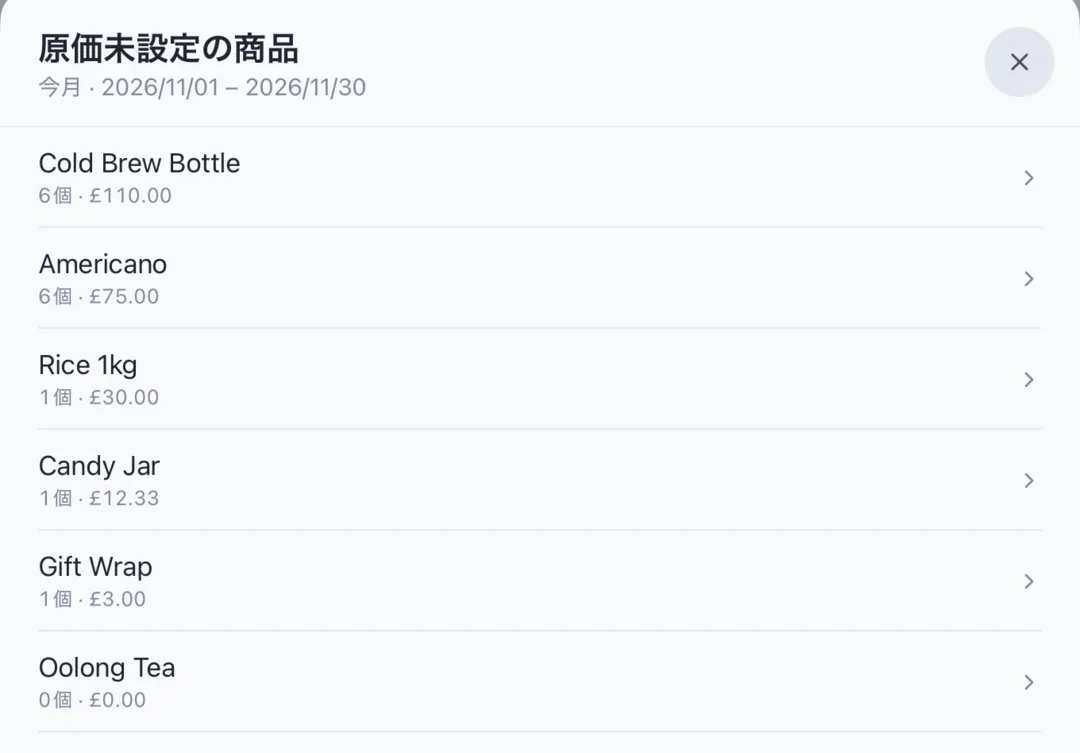 原価未設定の商品
今月 · 2026/11/01 – 2026/11/30
Cold Brew Bottle
6個 · £110.00
Americano
6個 · £75.00
Rice 1kg
1個 · £30.00
Candy Jar
1個 · £12.33
Gift Wrap
1個 · £3.00
Oolong Tea
0個 · £0.00